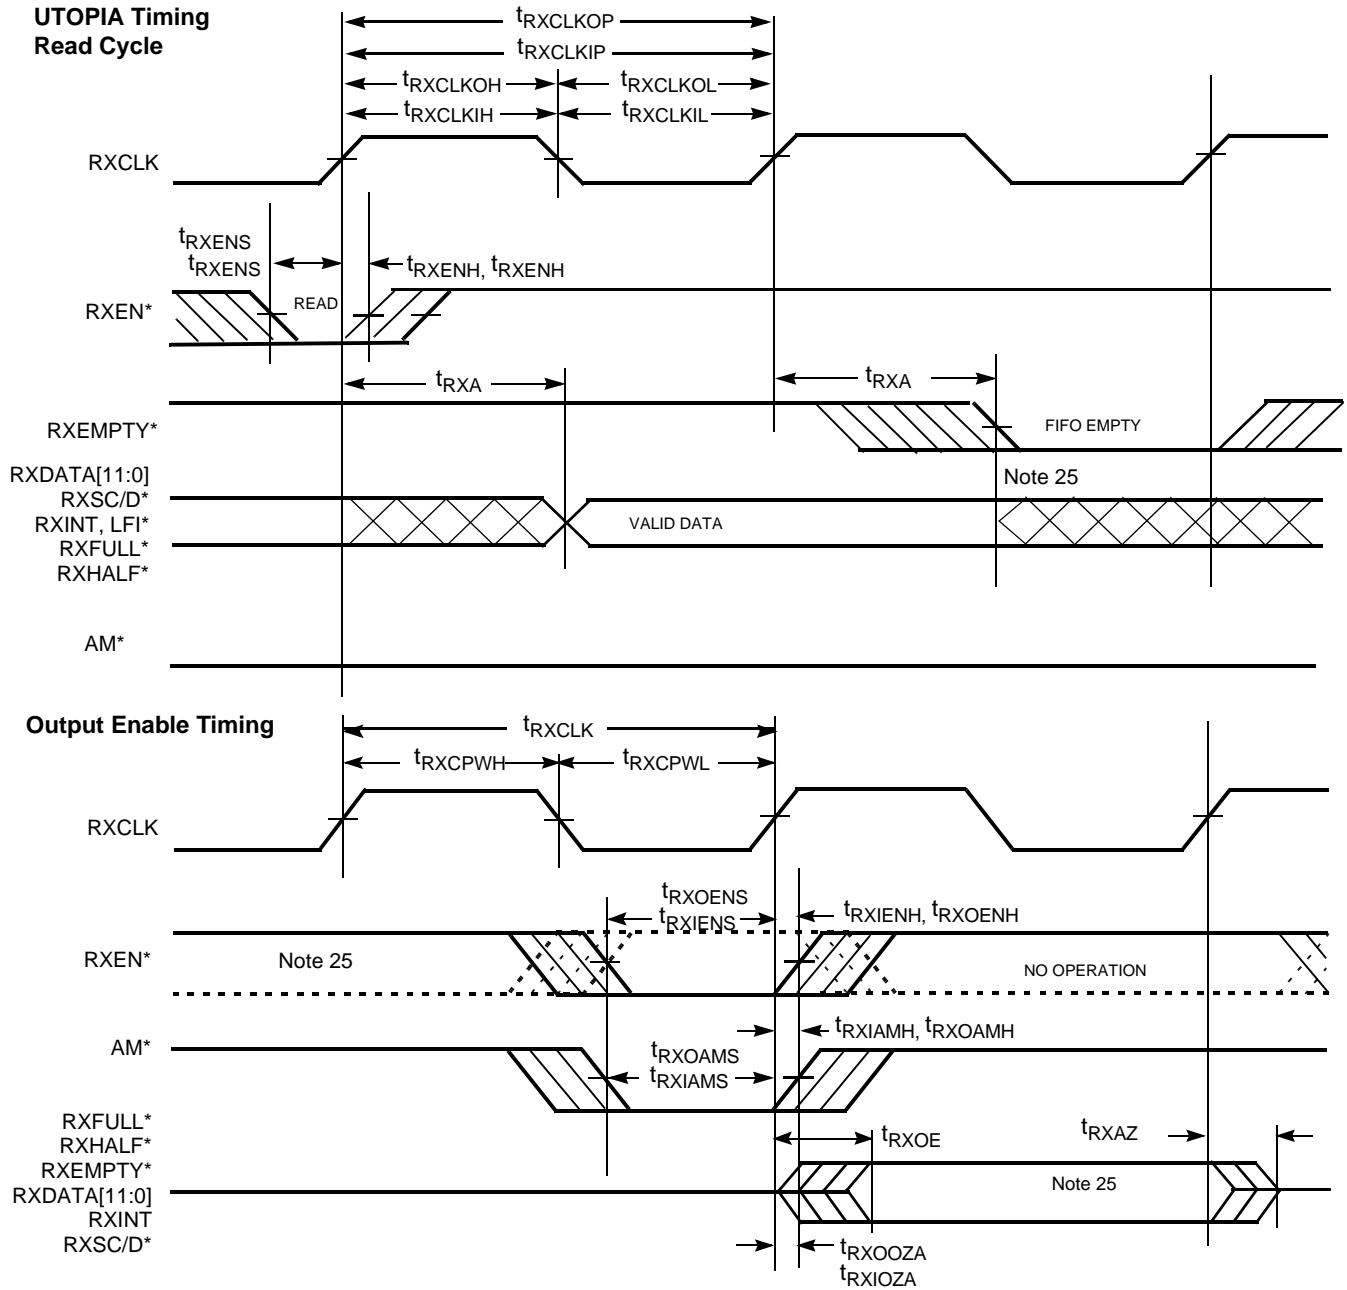 UTOPIA Timing
Read Cycle
tRXCLKOP
tRXCLKIP
tRXCLKOH
tRXCLKOL
tRXCLKIH
tRXCLKIL
RXCLK
tRXENS
tRXENS
tRXENH, tRXENH
RXEN*
READ
tRXA
tRXA
RXEMPTY*
FIFO EMPTY
RXDATA[11:0]
Note 25
RXSC/D*
RXINT, LFI*
VALID DATA
RXFULL*
RXHALF*
AM*
Output Enable Timing
tRXCLK
tRXCPWH
tRXCPWL
RXCLK
tRXOENS
tRXIENS
tRXIENH, tRXOENH
RXEN*
Note 25
NO OPERATION
tRXIAMH, tRXOAMH
AM*
tRXOAMS
tRXIAMS
RXFULL*
RXHALF*
tRXOE
tRXAZ
RXEMPTY*
RXDATA[11:0]
Note 25
RXINT
RXSC/D*
tRXOOZA
tRXIOZA